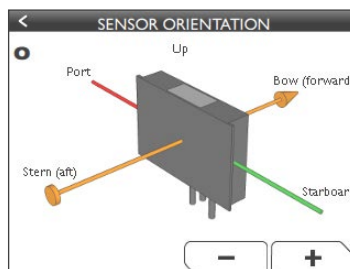 <
SENSOR ORIENTATION
O
Up
Port
Bow (forward
Stern (aft)
Starboar
−
+